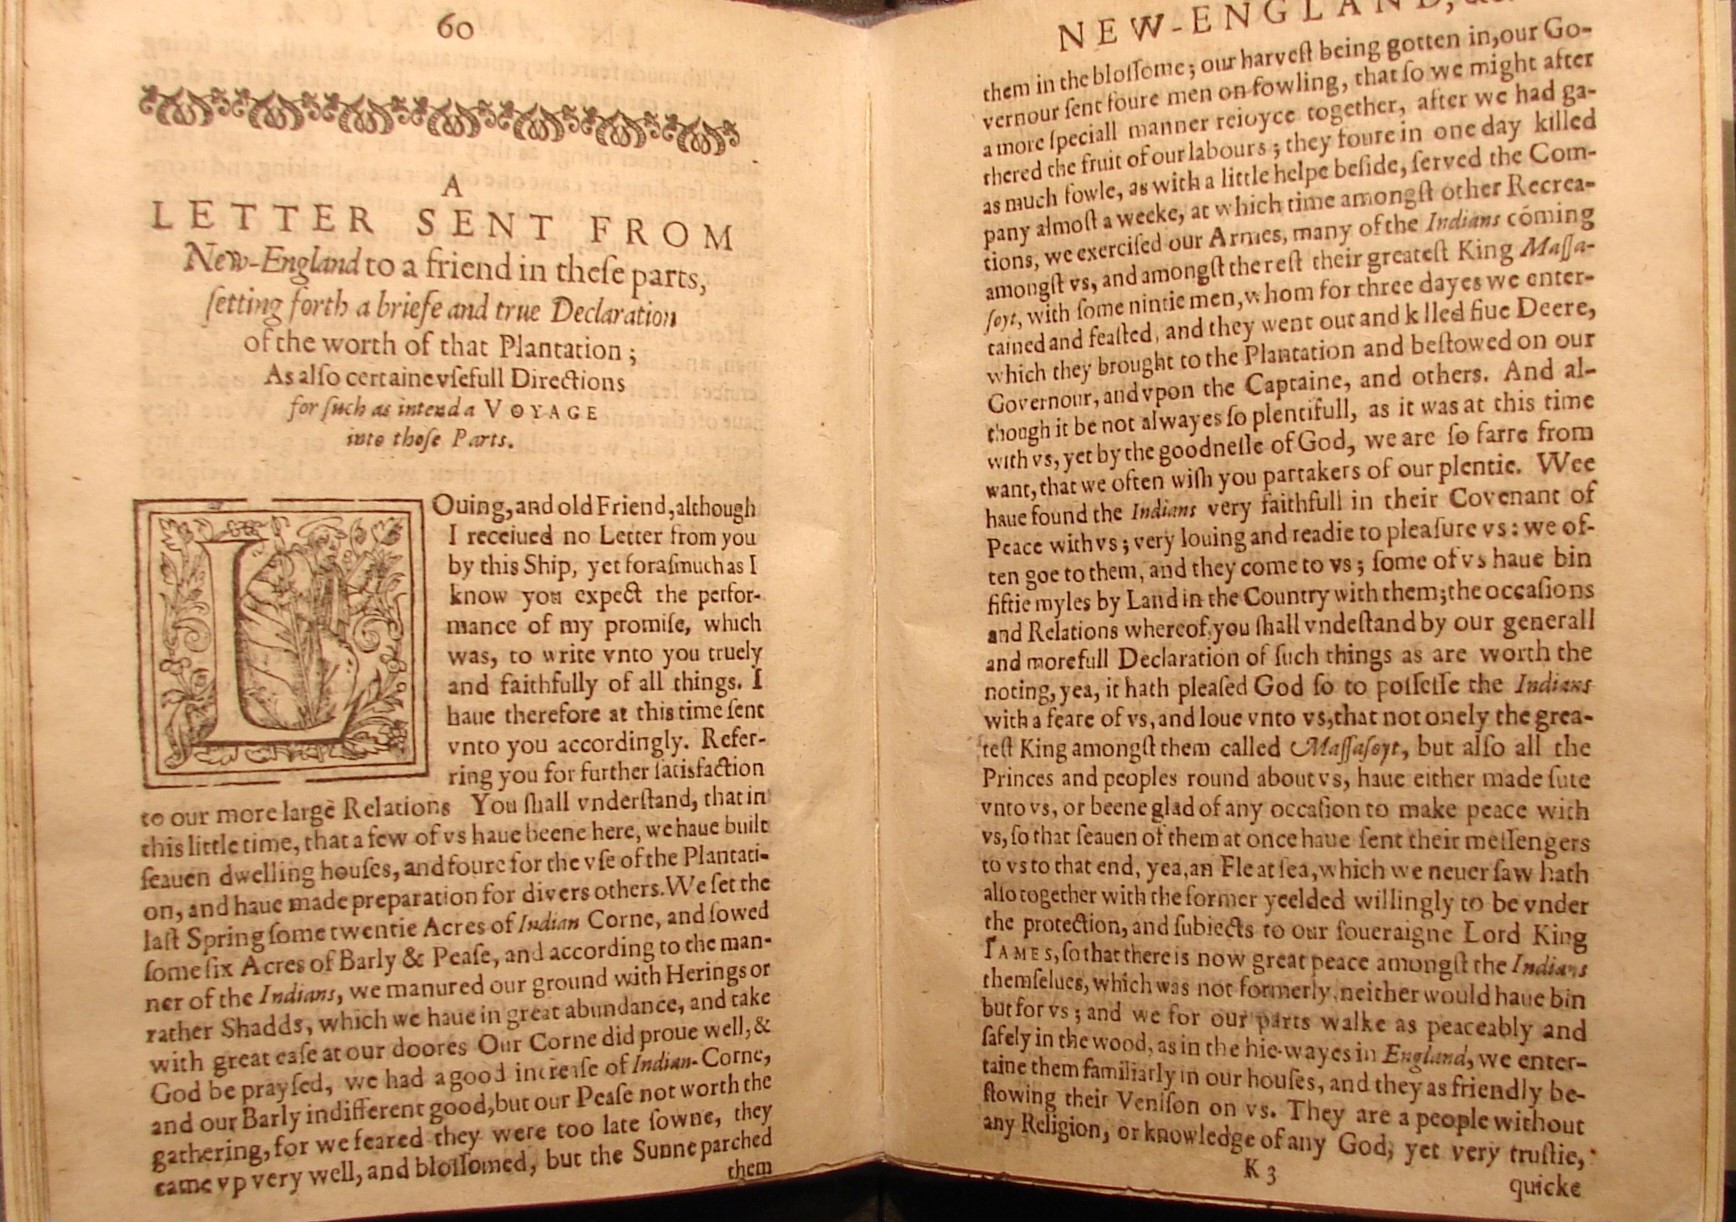 60
A
LETTER SENT FROM
New-England to a friend in theſe parts,
ſetting forth a briefe and true Declaration
of the worth of that Plantation;
As alſo certaine vſefull Directions
for ſuch as intend a VOYAGE
into thoſe Parts.
LOuing, and old Friend, although
I receiued no Letter from you
by this Ship, yet foraſmuch as I
know you expect the perfor-
mance of my promiſe, which
was, to write vnto you truely
and faithfully of all things. I
haue therefore at this time ſent
vnto you accordingly. Refer-
ring you for further ſatisfaction
to our more large Relations You ſhall vnderſtand, that in
this little time, that a few of vs haue beene here, we haue built
ſeauen dwelling houſes, and foure for the vſe of the Plantati-
on, and haue made preparation for divers others. We ſet the
laſt Spring ſome twentie Acres of Indian Corne, and ſowed
ſome ſix Acres of Barly & Peaſe, and according to the man-
ner of the Indians, we manured our ground with Herings or
rather Shadds, which we haue in great abundance, and take
with great eaſe at our doores Our Corne did proue well, &
God be prayſed, we had a good increaſe of Indian-Corne,
and our Barly indifferent good, but our Peaſe not worth the
gathering, for we feared they were too late ſowne, they
came vp very well, and bloſſomed, but the Sunne parched
them
NEW-ENGLAND, &c.
them in the bloſſome; our harveſt being gotten in, our Go-
vernour ſent foure men on fowling, that ſo we might after
a more ſpeciall manner reioyce together, after we had ga-
thered the fruit of our labours; they foure in one day killed
as much fowle, as with a little helpe beſide, ſerved the Com-
pany almoſt a weeke, at which time amongſt other Recrea-
tions, we exerciſed our Armes, many of the Indians coming
amongſt vs, and amongſt the reſt their greateſt King Maſſa-
ſoyt, with ſome nintie men, whom for three dayes we enter-
tained and feaſted, and they went out and k lled fiue Deere,
which they brought to the Plantation and beſtowed on our
Governour, and vpon the Captaine, and others. And al-
though it be not alwayes ſo plentifull, as it was at this time
with vs, yet by the goodneſſe of God, we are ſo farre from
want, that we often wiſh you partakers of our plentie. Wee
haue found the Indians very faithfull in their Covenant of
Peace with vs; very louing and readie to pleaſure vs: we of-
ten goe to them, and they come to vs; ſome of vs haue bin
fiftie myles by Land in the Country with them; the occaſions
and Relations whereof, you ſhall vndeſtand by our generall
and more full Declaration of ſuch things as are worth the
noting, yea, it hath pleaſed God ſo to poſſeſſe the Indians
with a feare of vs, and loue vnto vs, that not onely the grea-
teſt King amongſt them called Maſſaſoyt, but alſo all the
Princes and peoples round about vs, haue either made ſute
vnto vs, or beene glad of any occaſion to make peace with
vs, ſo that ſeauen of them at once haue ſent their meſſengers
to vs to that end, yea, an Fle at ſea, which we neuer ſaw hath
alſo together with the former yeelded willingly to be vnder
the protection, and ſubiects to our ſoueraigne Lord King
IAMES, ſo that there is now great peace amongſt the Indians
themſelues, which was not formerly, neither would haue bin
but for vs; and we for our parts walke as peaceably and
ſafely in the wood, as in the hie-wayes in England, we enter-
taine them familiarly in our houſes, and they as friendly be-
ſtowing their Veniſon on vs. They are a people without
any Religion, or knowledge of any God, yet very truſtie,
K 3
quicke